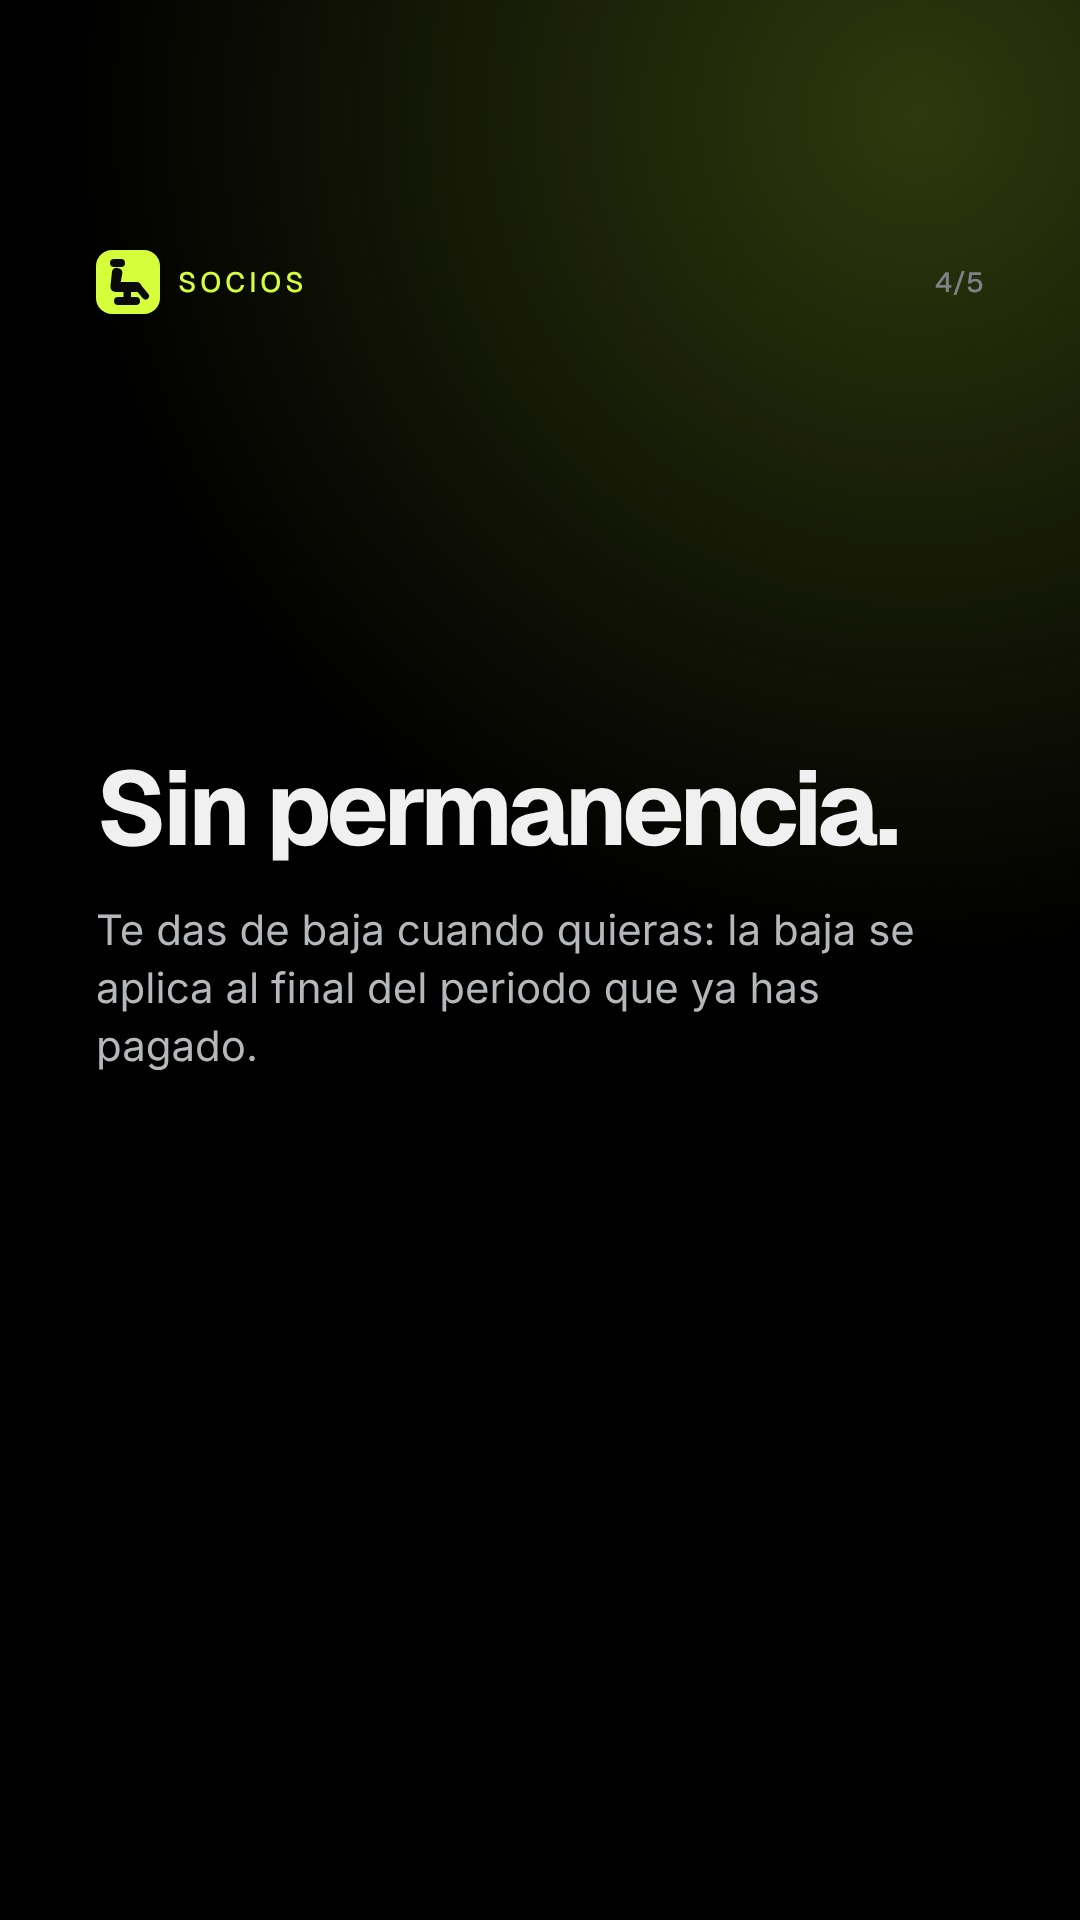 SOCIOS
4/5
Sin permanencia.
Te das de baja cuando quieras: la baja se
aplica al final del periodo que ya has
pagado.